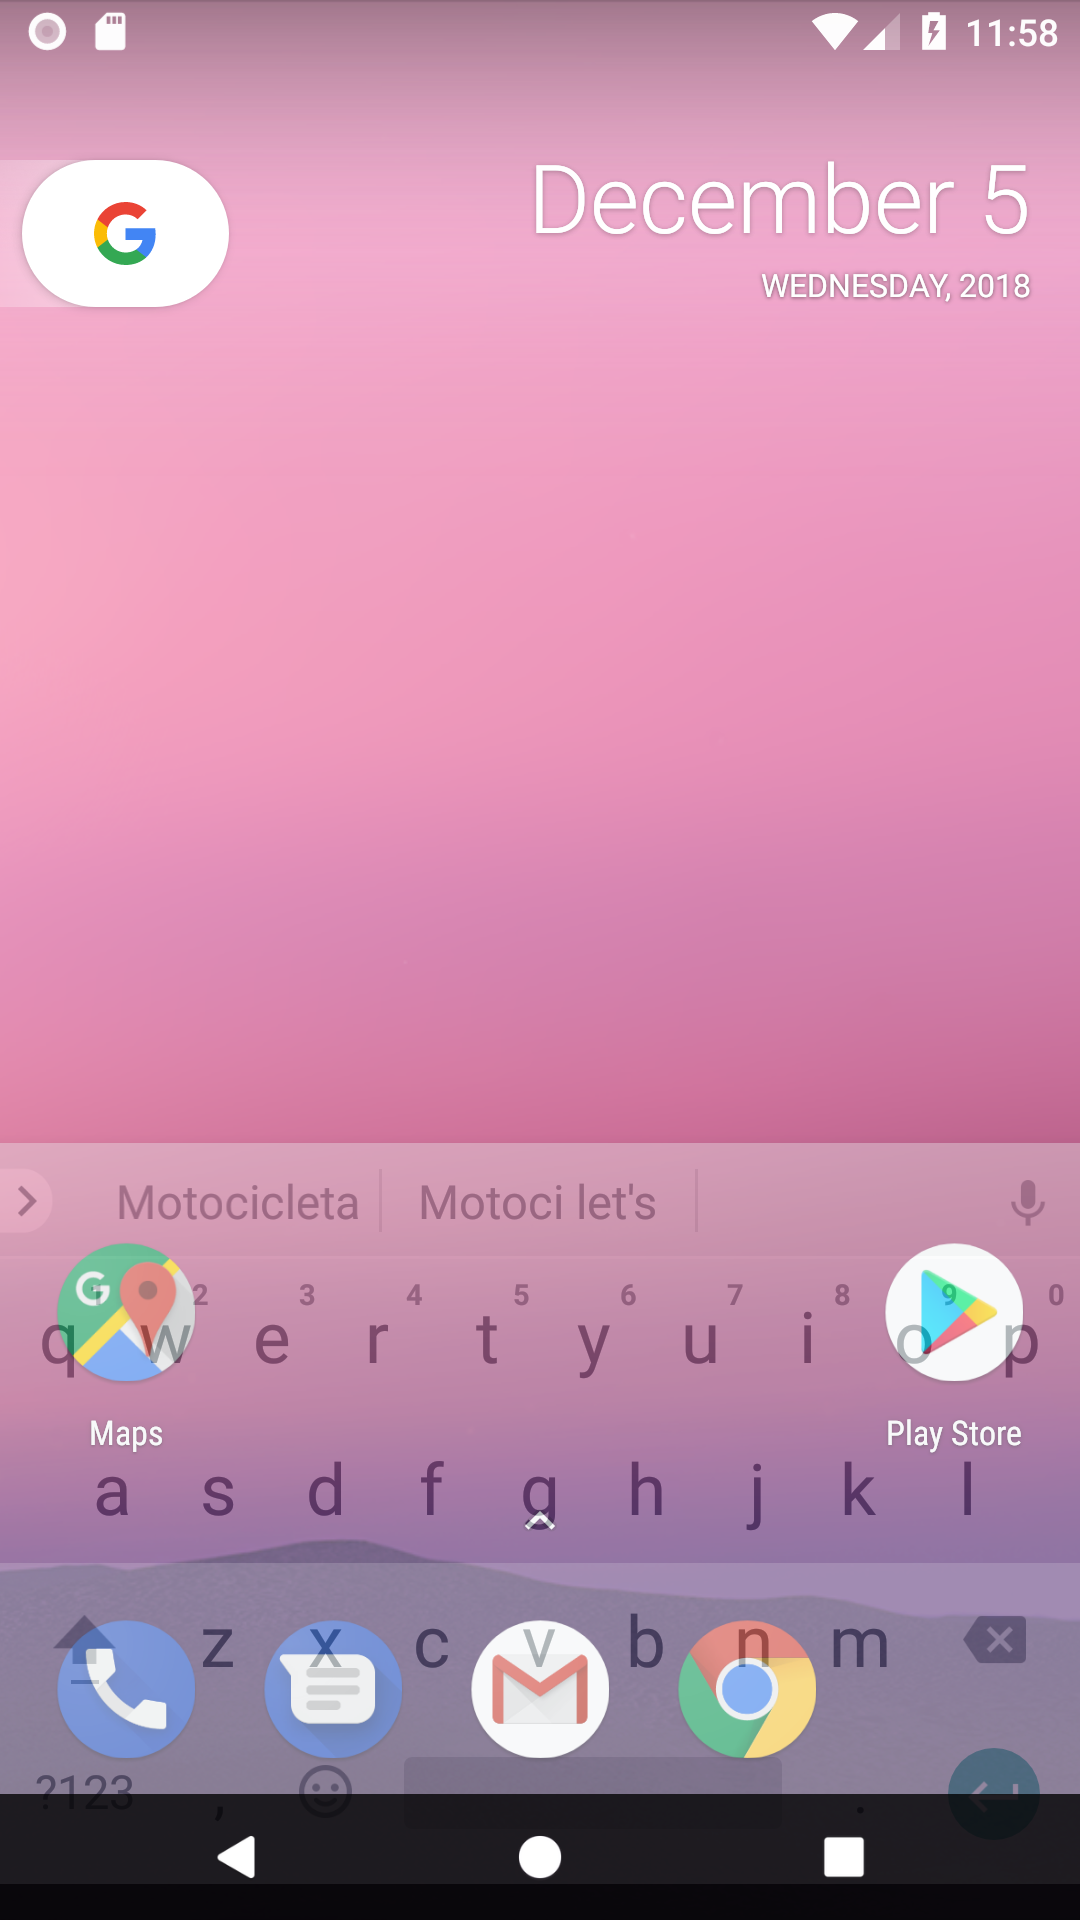 11:58
December 5
WEDNESDAY, 2018
Motocicleta Motoci let's
2 3 4 5 6 7 8 9 0
q w e r t y u i o p
Maps Play Store
a s d f g h j k l
z x c v b n m
?123 , .